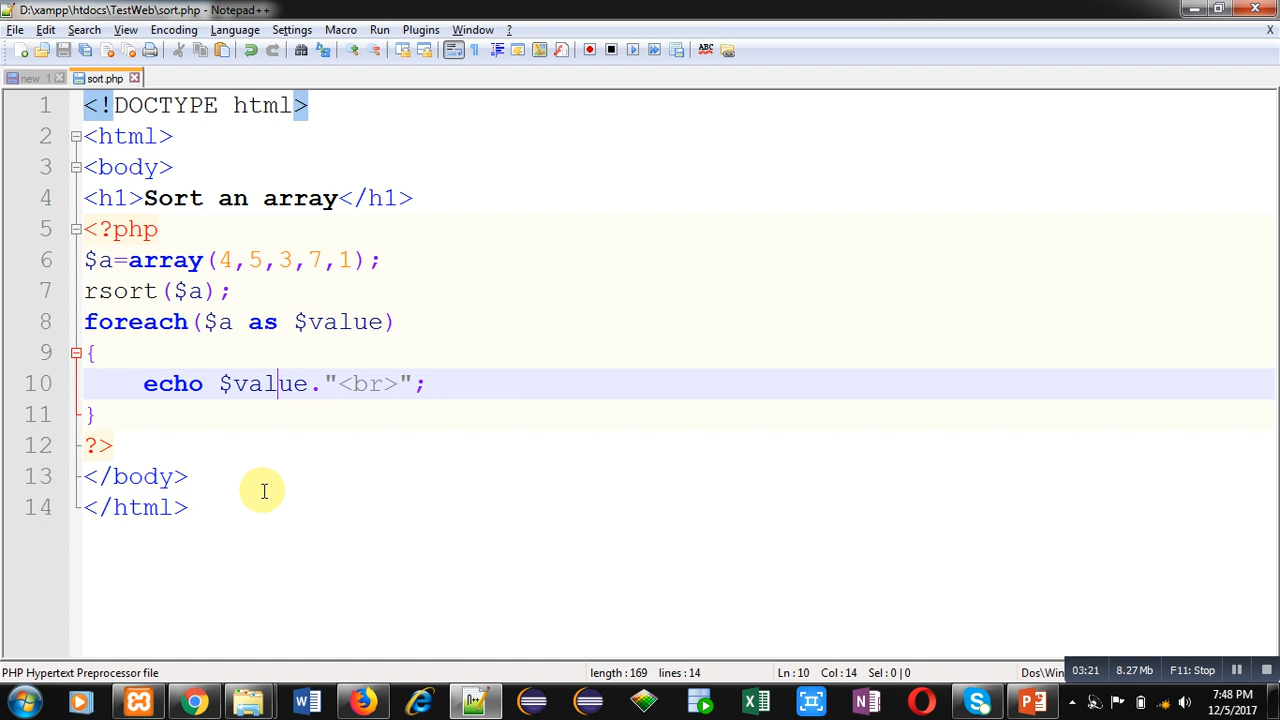 D:\xampp\htdocs\TestWeb\sort.php - Notepad++
File Edit Search View Encoding Language Settings Macro Run Plugins Window ? X
new 1 sort.php
1 <!DOCTYPE html>
2 <html>
3 <body>
4 <h1>Sort an array</h1>
5 <?php
6 $a=array(4,5,3,7,1);
7 rsort($a);
8 foreach($a as $value)
9 {
10 echo $value."<br>";
11 }
12 ?>
13 </body>
14 </html>
PHP Hypertext Preprocessor file length : 169 lines : 14 Ln : 10 Col : 14 Sel : 0 | 0 Dos\Win
03:21 8.27 Mb F11: Stop
7:48 PM
12/5/2017